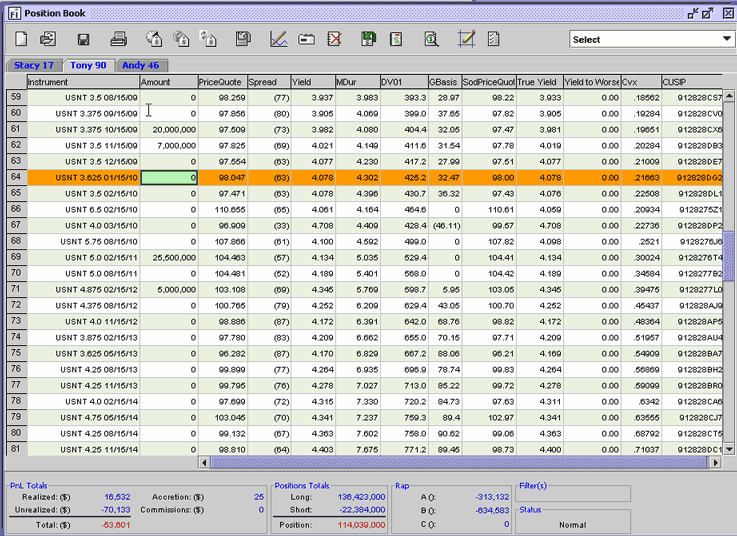 Position Book
Select
Stacy 17 Tony 90 Andy 46
Instrument Amount PriceQuote Spread Yield MDur DV01 GBasis SodPriceQuot True Yield Yield to Worse Cvx CUSIP
59 USNT 3.5 08/15/09 0 98.259 (77) 3.937 3.983 393.3 28.97 98.22 3.933 0.00 .18562 912828CS7
60 USNT 3.375 09/15/09 0 97.856 (80) 3.905 4.069 399.0 37.65 97.82 3.905 0.00 .19284 912828CV0
61 USNT 3.375 10/15/09 20,000,000 97.509 (73) 3.982 4.080 404.4 32.05 97.47 3.981 0.00 .19651 912828CX6
62 USNT 3.5 11/15/09 7,000,000 97.825 (69) 4.021 4.149 411.6 31.54 97.78 4.019 0.00 .20284 912828DB3
63 USNT 3.5 12/15/09 0 97.554 (63) 4.077 4.230 417.2 27.99 97.51 4.077 0.00 .21009 912828DE7
64 USNT 3.625 01/15/10 0 98.047 (63) 4.078 4.302 425.2 32.47 98.00 4.078 0.00 .21663 912828DG2
65 USNT 3.5 02/15/10 0 97.471 (63) 4.078 4.396 430.7 36.32 97.43 4.076 0.00 .22508 912828DL1
66 USNT 6.5 02/15/10 0 110.655 (65) 4.061 4.164 464.6 0 110.61 4.059 0.00 .20934 9128275Z1
67 USNT 4.0 03/15/10 0 96.909 (33) 4.708 4.409 428.4 (46.11) 99.57 4.708 0.00 .22736 912828DP2
68 USNT 5.75 08/15/10 0 107.866 (61) 4.100 4.592 499.0 0 107.82 4.098 0.00 .2521 9128276J6
69 USNT 5.0 02/15/11 25,500,000 104.463 (57) 4.134 5.035 529.4 0 104.41 4.134 0.00 .30024 9128276T4
70 USNT 5.0 08/15/11 0 104.481 (52) 4.189 5.401 568.0 0 104.42 4.189 0.00 .34584 9128277B2
71 USNT 4.875 02/15/12 5,000,000 103.108 (69) 4.345 5.769 598.7 5.95 103.05 4.345 0.00 .39475 9128277L0
72 USNT 4.375 08/15/12 0 100.765 (79) 4.252 6.209 629.4 43.05 100.70 4.252 0.00 .45437 912828AJ9
73 USNT 4.0 11/15/12 0 98.886 (87) 4.172 6.391 642.0 68.76 98.82 4.172 0.00 .48364 912828AP5
74 USNT 3.875 02/15/13 0 97.780 (83) 4.209 6.662 655.0 70.15 97.71 4.209 0.00 .51957 912828AU4
75 USNT 3.625 05/15/13 0 96.282 (87) 4.170 6.829 667.2 88.06 96.21 4.169 0.00 .54909 912828BA7
76 USNT 4.25 08/15/13 0 99.899 (77) 4.264 6.935 696.9 78.74 99.83 4.264 0.00 .56869 912828BH2
77 USNT 4.25 11/15/13 0 99.795 (76) 4.278 7.027 713.0 85.22 99.72 4.278 0.00 .59099 912828BR0
78 USNT 4.0 02/15/14 0 97.699 (72) 4.315 7.330 720.2 84.73 97.63 4.311 0.00 .6342 912828CA6
79 USNT 4.75 05/15/14 0 103.045 (70) 4.341 7.237 759.3 89.4 102.97 4.341 0.00 .63555 912828CJ7
80 USNT 4.25 08/15/14 0 99.132 (67) 4.363 7.602 758.0 90.62 99.06 4.363 0.00 .68792 912828CT5
81 USNT 4.25 11/15/14 0 98.810 (64) 4.403 7.675 771.2 89.45 98.73 4.400 0.00 .71037 912828DC1
PnL Totals Positions Totals Rap Filter(s)
Realized: ($) 16,532 Accretion: ($) 25 Long: 136,423,000 A (): -313,132
Unrealized: ($) -70,133 Commissions: ($) 0 Short: -22,384,000 B (): -634,583 Status
Total: ($) -53,601 Position: 114,039,000 C (): 0 Normal